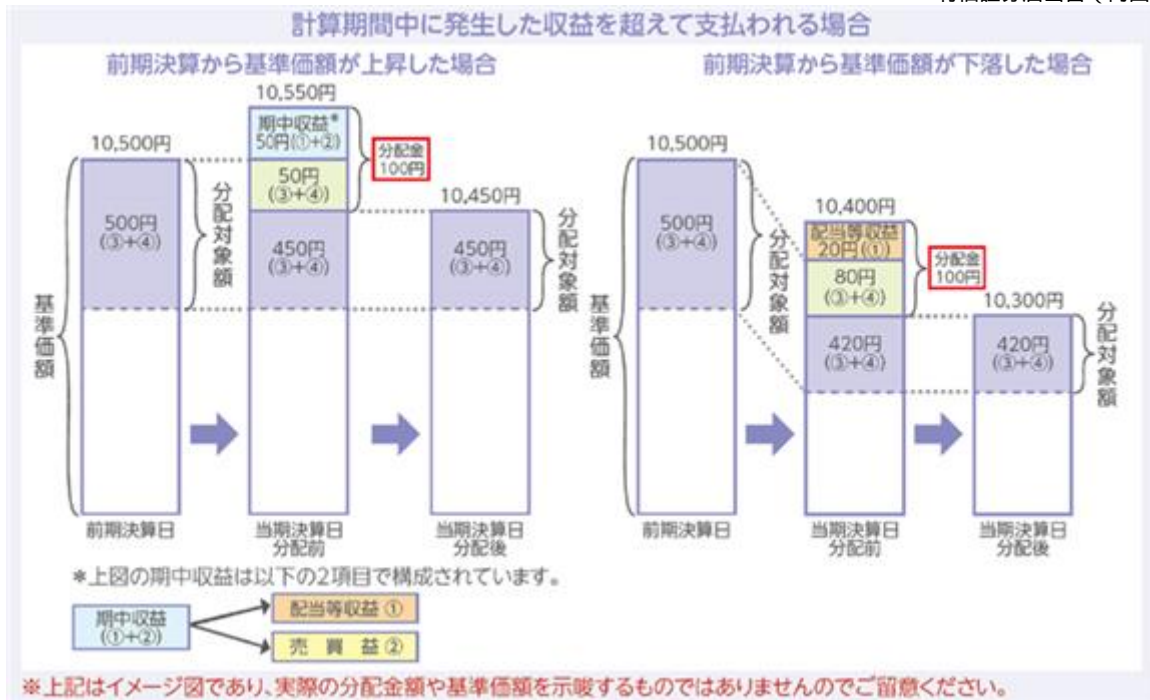 計算期間中に発生した収益を超えて支払われる場合
前期決算から基準価額が上昇した場合
10,550円
期中収益*
50円(①+②)
分配金
100円
10,500円
50円
(③+④)
10,450円
500円
(③+④)
分配対象額
450円
(③+④)
450円
(③+④)
分配対象額
基準価額
前期決算日
当期決算日
分配前
当期決算日
分配後
前期決算から基準価額が下落した場合
10,500円
10,400円
配当等収益
20円(①)
分配金
100円
500円
(③+④)
分配対象額
80円
(③+④)
10,300円
420円
(③+④)
420円
(③+④)
分配対象額
基準価額
前期決算日
当期決算日
分配前
当期決算日
分配後
*上図の期中収益は以下の2項目で構成されています。
期中収益
(①+②)
配当等収益 ①
売 買 益 ②
※上記はイメージ図であり、実際の分配金額や基準価額を示唆するものではありませんのでご留意ください。